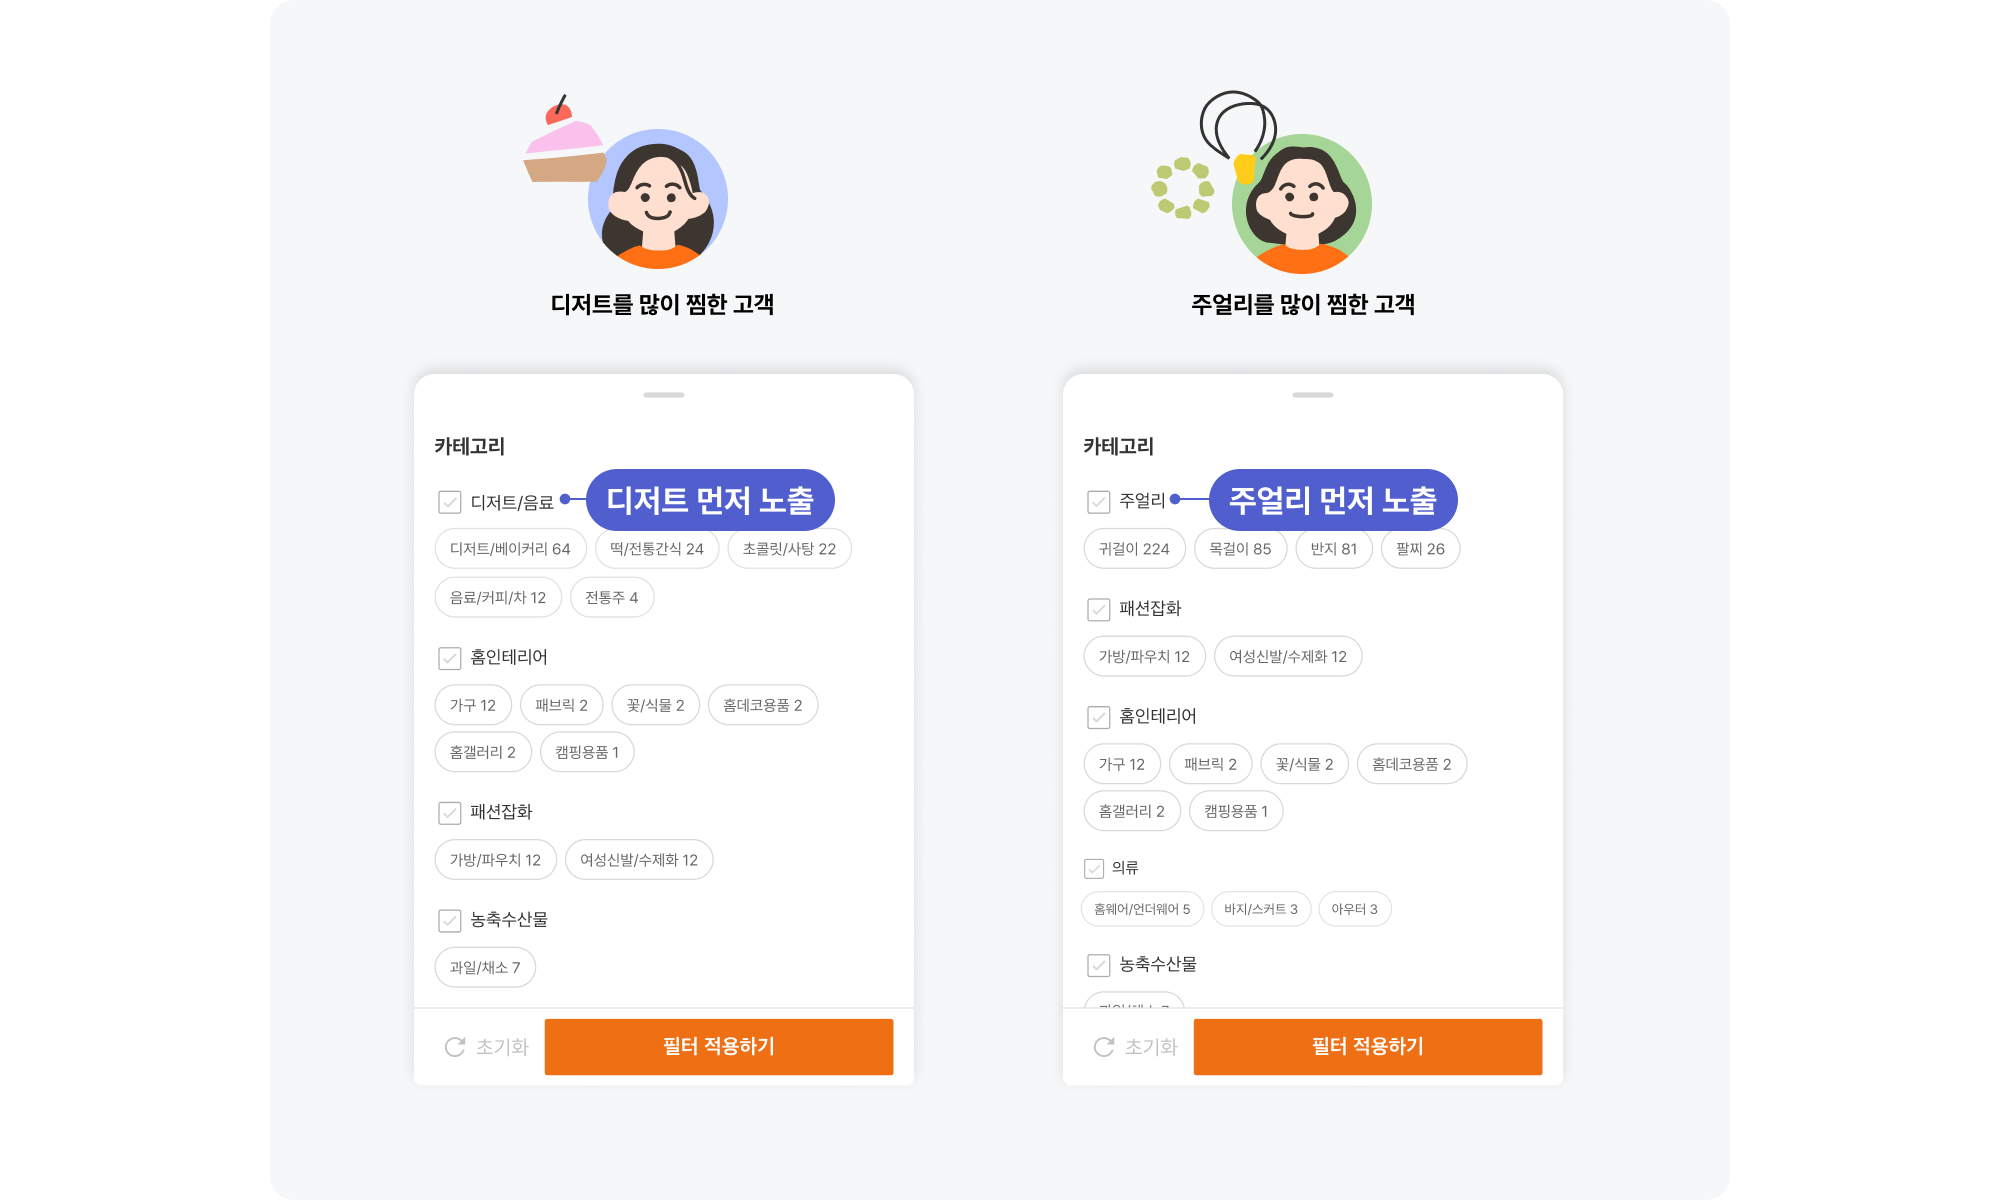 디저트를 많이 찜한 고객
카테고리
디저트/음료
디저트 먼저 노출
디저트/베이커리 64
떡/전통간식 24
초콜릿/사탕 22
음료/커피/차 12
전통주 4
홈인테리어
가구 12
패브릭 2
꽃/식물 2
홈데코용품 2
홈갤러리 2
캠핑용품 1
패션잡화
가방/파우치 12
여성신발/수제화 12
농축수산물
과일/채소 7
초기화
필터 적용하기
주얼리를 많이 찜한 고객
카테고리
주얼리
주얼리 먼저 노출
귀걸이 224
목걸이 85
반지 81
팔찌 26
패션잡화
가방/파우치 12
여성신발/수제화 12
홈인테리어
가구 12
패브릭 2
꽃/식물 2
홈데코용품 2
홈갤러리 2
캠핑용품 1
의류
홈웨어/언더웨어 5
바지/스커트 3
아우터 3
농축수산물
초기화
필터 적용하기